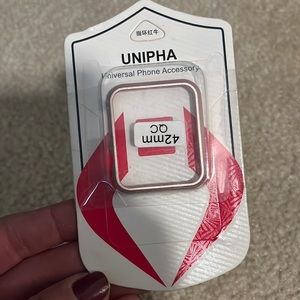 UNIPHA
Universal Phone Accessory
42mm
QC